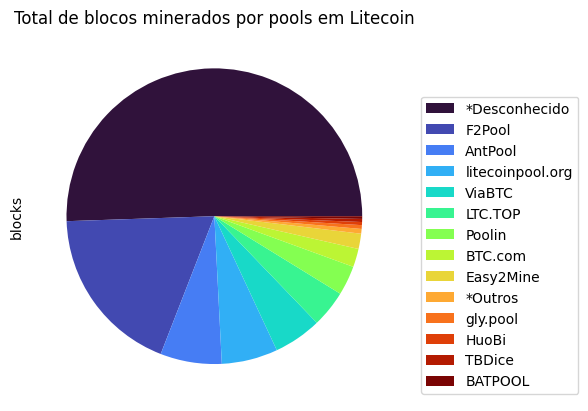 Total de blocos minerados por pools em Litecoin
blocks
*Desconhecido
F2Pool
AntPool
litecoinpool.org
ViaBTC
LTC.TOP
Poolin
BTC.com
Easy2Mine
*Outros
gly.pool
HuoBi
TBDice
BATPOOL